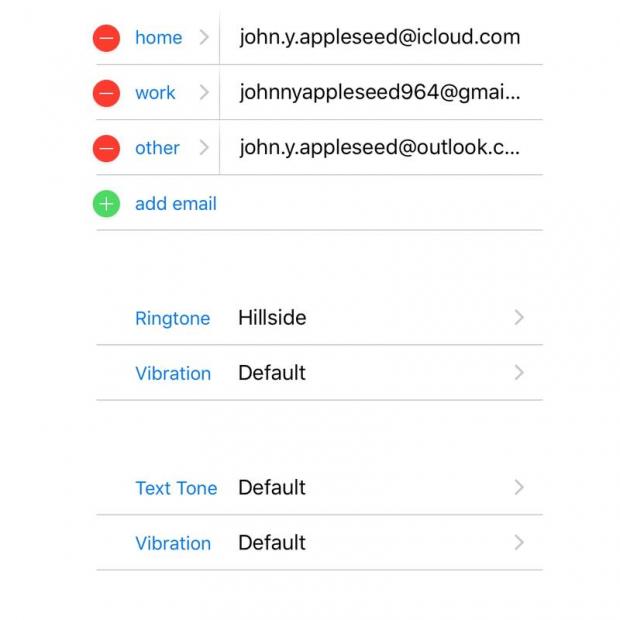 home john.y.appleseed@icloud.com
work johnnyappleseed964@gmai...
other john.y.appleseed@outlook.c...
add email
Ringtone Hillside
Vibration Default
Text Tone Default
Vibration Default